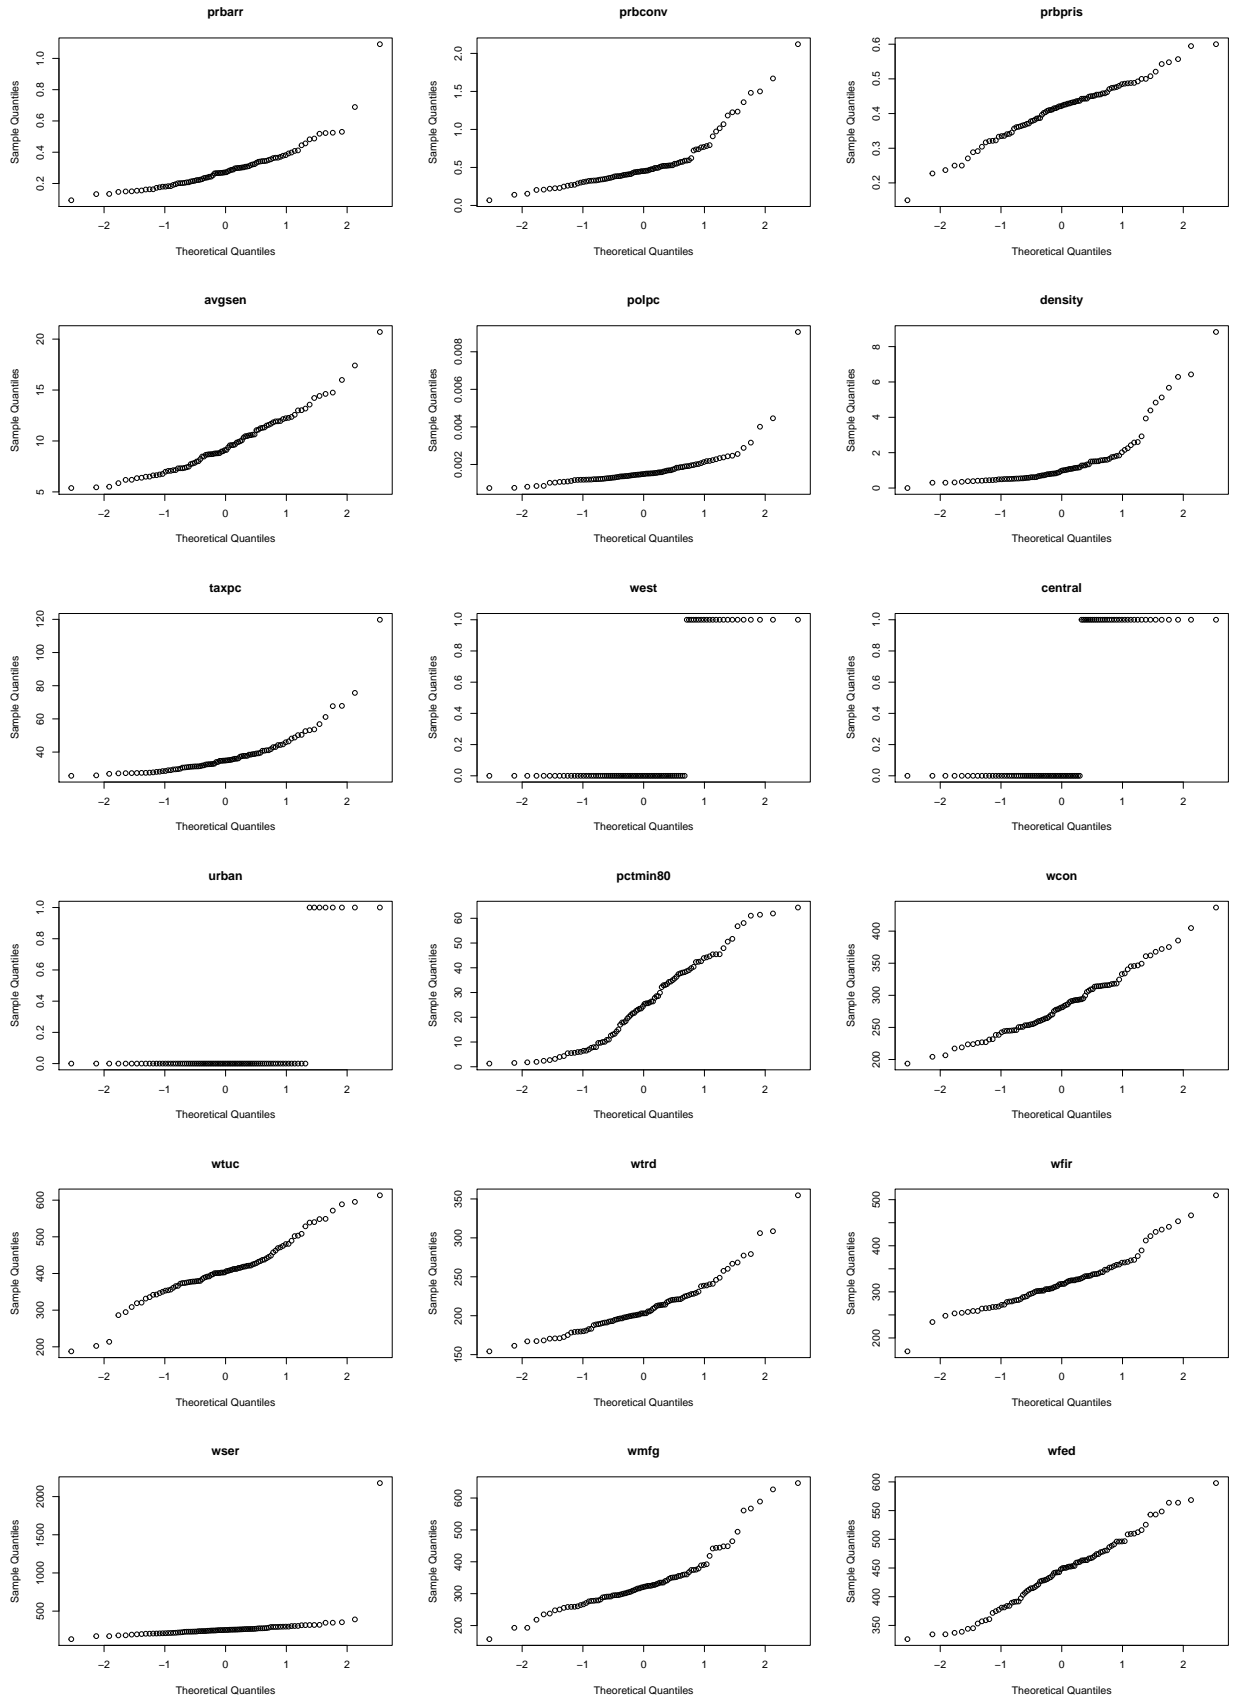 prbarr
prbconv
prbpris
Sample Quantiles
0.2 0.4 0.6 0.8 1.0
−2 −1 0 1 2
Theoretical Quantiles
Sample Quantiles
0.0 0.5 1.0 1.5 2.0
−2 −1 0 1 2
Theoretical Quantiles
Sample Quantiles
0.2 0.3 0.4 0.5 0.6
−2 −1 0 1 2
Theoretical Quantiles
avgsen
polpc
density
Sample Quantiles
5 10 15 20
−2 −1 0 1 2
Theoretical Quantiles
Sample Quantiles
0.002 0.004 0.006 0.008
−2 −1 0 1 2
Theoretical Quantiles
Sample Quantiles
0 2 4 6 8
−2 −1 0 1 2
Theoretical Quantiles
taxpc
west
central
Sample Quantiles
40 60 80 100 120
−2 −1 0 1 2
Theoretical Quantiles
Sample Quantiles
0.0 0.2 0.4 0.6 0.8 1.0
−2 −1 0 1 2
Theoretical Quantiles
Sample Quantiles
0.0 0.2 0.4 0.6 0.8 1.0
−2 −1 0 1 2
Theoretical Quantiles
urban
pctmin80
wcon
Sample Quantiles
0.0 0.2 0.4 0.6 0.8 1.0
−2 −1 0 1 2
Theoretical Quantiles
Sample Quantiles
0 10 20 30 40 50 60
−2 −1 0 1 2
Theoretical Quantiles
Sample Quantiles
200 250 300 350 400
−2 −1 0 1 2
Theoretical Quantiles
wtuc
wtrd
wfir
Sample Quantiles
200 300 400 500 600
−2 −1 0 1 2
Theoretical Quantiles
Sample Quantiles
150 200 250 300 350
−2 −1 0 1 2
Theoretical Quantiles
Sample Quantiles
200 300 400 500
−2 −1 0 1 2
Theoretical Quantiles
wser
wmfg
wfed
Sample Quantiles
500 1000 1500 2000
−2 −1 0 1 2
Theoretical Quantiles
Sample Quantiles
200 300 400 500 600
−2 −1 0 1 2
Theoretical Quantiles
Sample Quantiles
350 400 450 500 550 600
−2 −1 0 1 2
Theoretical Quantiles